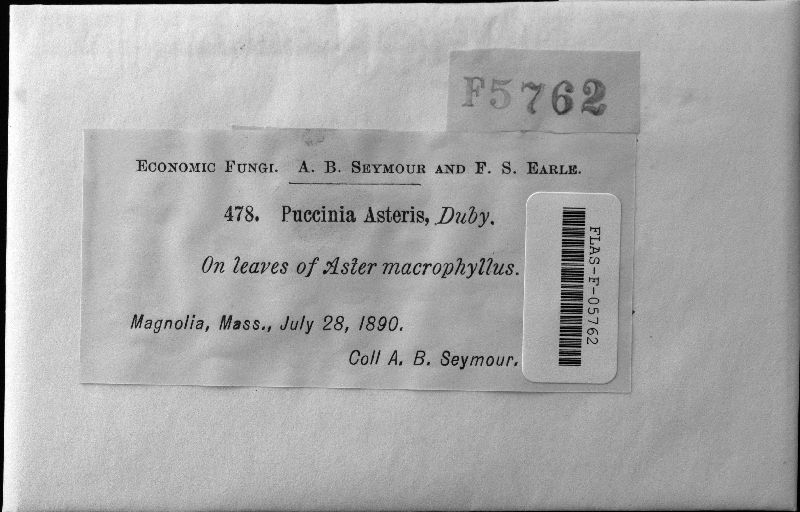 F5762
Economic Fungi. A. B. Seymour and F. S. Earle.
478. Puccinia Asteris, Duby.
On leaves of Aster macrophyllus.
Magnolia, Mass., July 28, 1890.
Coll A. B. Seymour.
FLAS-F-05762